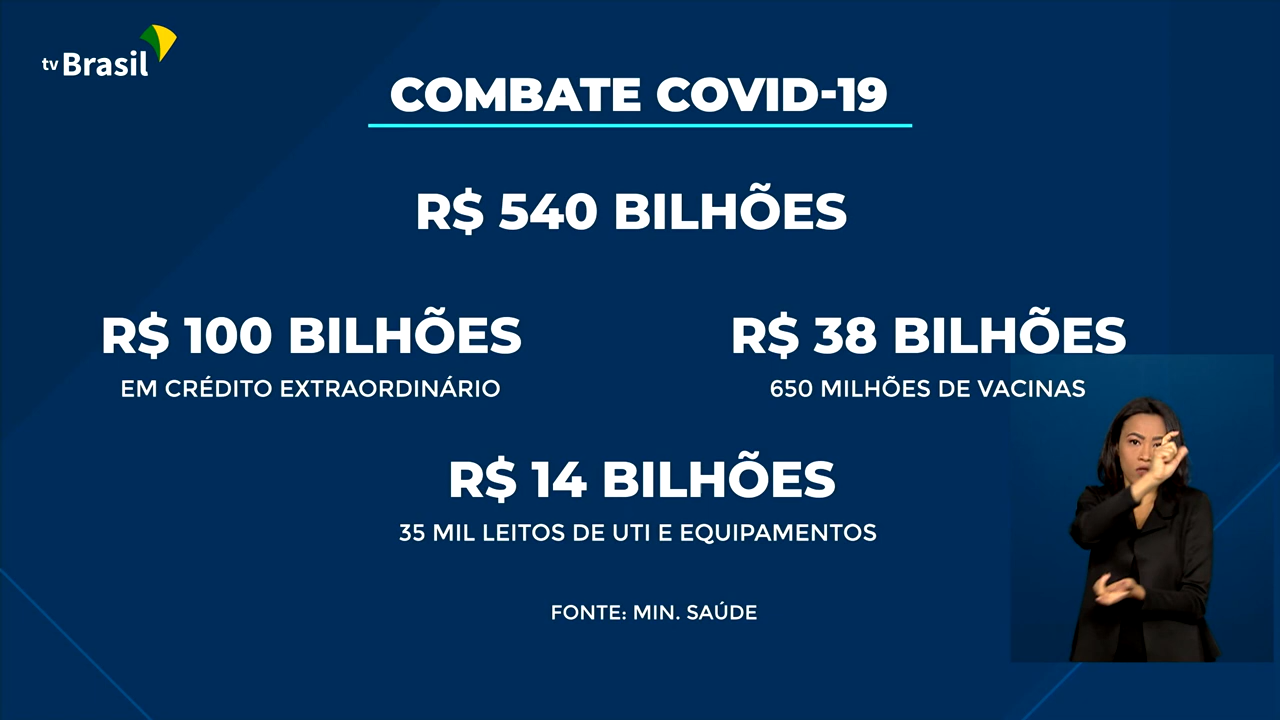 tv Brasil
COMBATE COVID-19
R$ 540 BILHÕES
R$ 100 BILHÕES
EM CRÉDITO EXTRAORDINÁRIO
R$ 38 BILHÕES
650 MILHÕES DE VACINAS
R$ 14 BILHÕES
35 MIL LEITOS DE UTI E EQUIPAMENTOS
FONTE: MIN. SAÚDE